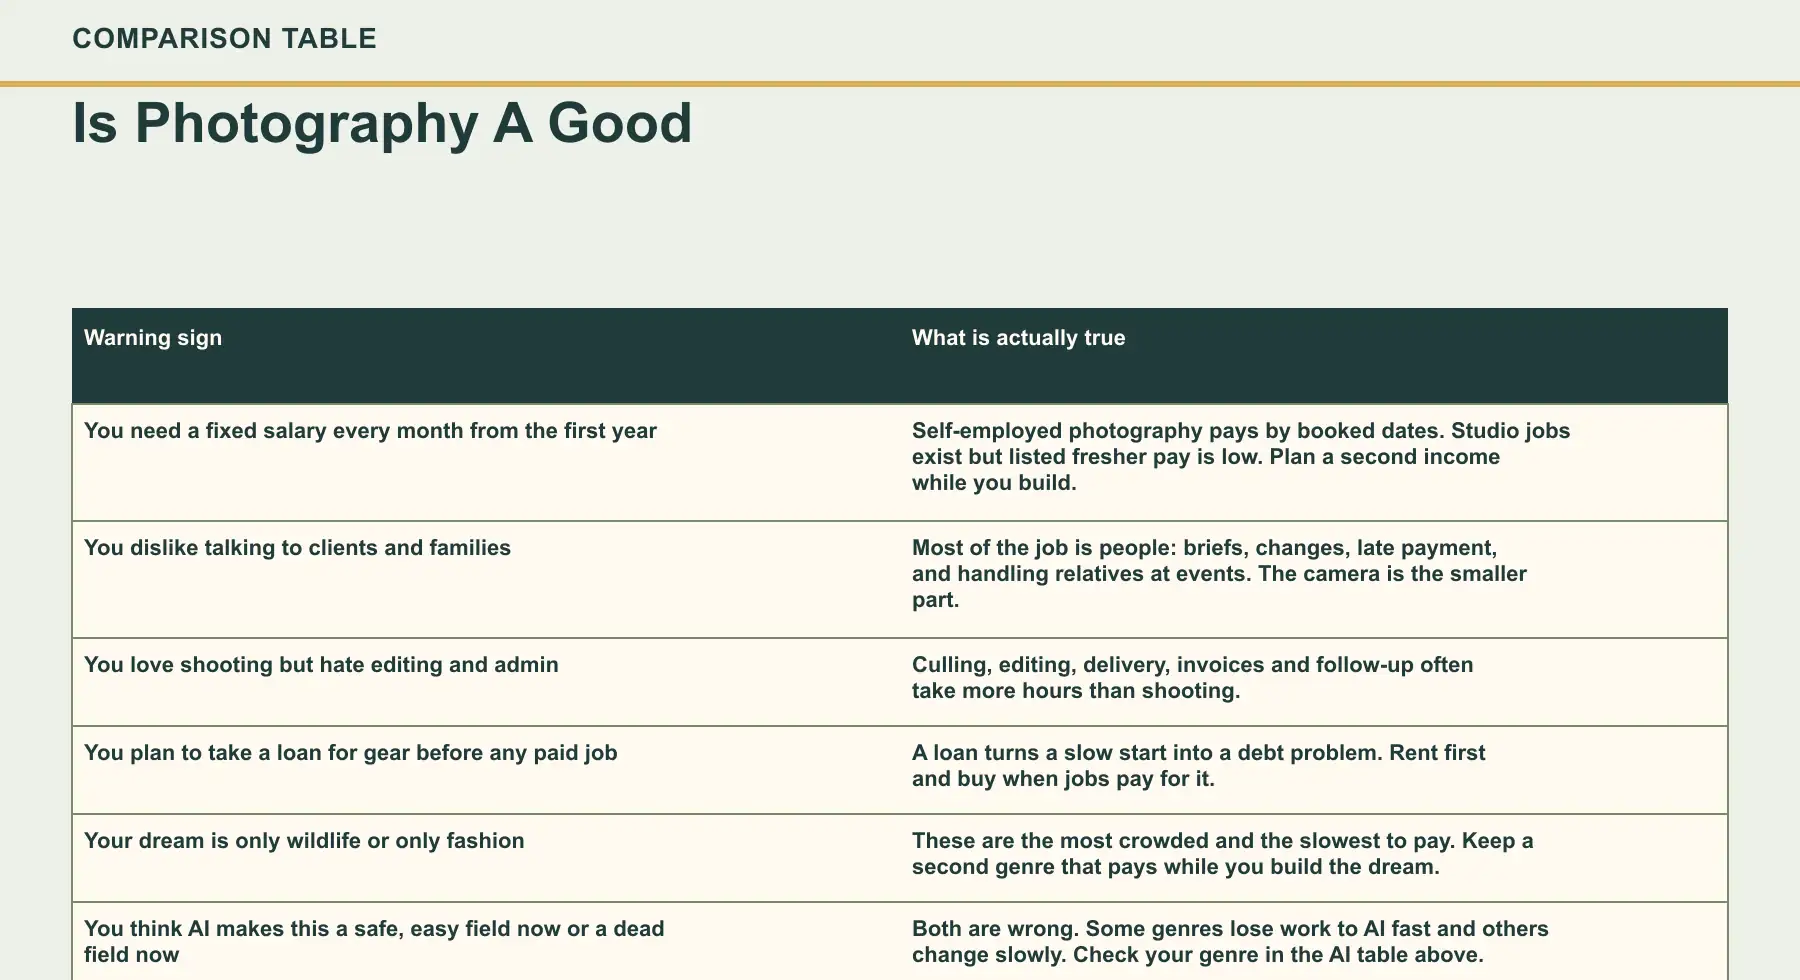 COMPARISON TABLE
Is Photography A Good
Warning sign
What is actually true
You need a fixed salary every month from the first year
Self-employed photography pays by booked dates. Studio jobs
exist but listed fresher pay is low. Plan a second income
while you build.
You dislike talking to clients and families
Most of the job is people: briefs, changes, late payment,
and handling relatives at events. The camera is the smaller
part.
You love shooting but hate editing and admin
Culling, editing, delivery, invoices and follow-up often
take more hours than shooting.
You plan to take a loan for gear before any paid job
A loan turns a slow start into a debt problem. Rent first
and buy when jobs pay for it.
Your dream is only wildlife or only fashion
These are the most crowded and the slowest to pay. Keep a
second genre that pays while you build the dream.
You think AI makes this a safe, easy field now or a dead
field now
Both are wrong. Some genres lose work to AI fast and others
change slowly. Check your genre in the AI table above.